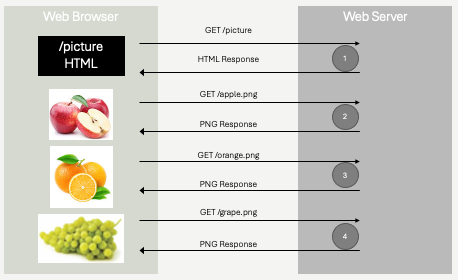 Web Browser
Web Server
/picture
HTML
GET /picture
HTML Response
1
GET /apple.png
PNG Response
2
GET /orange.png
PNG Response
3
GET /grape.png
PNG Response
4